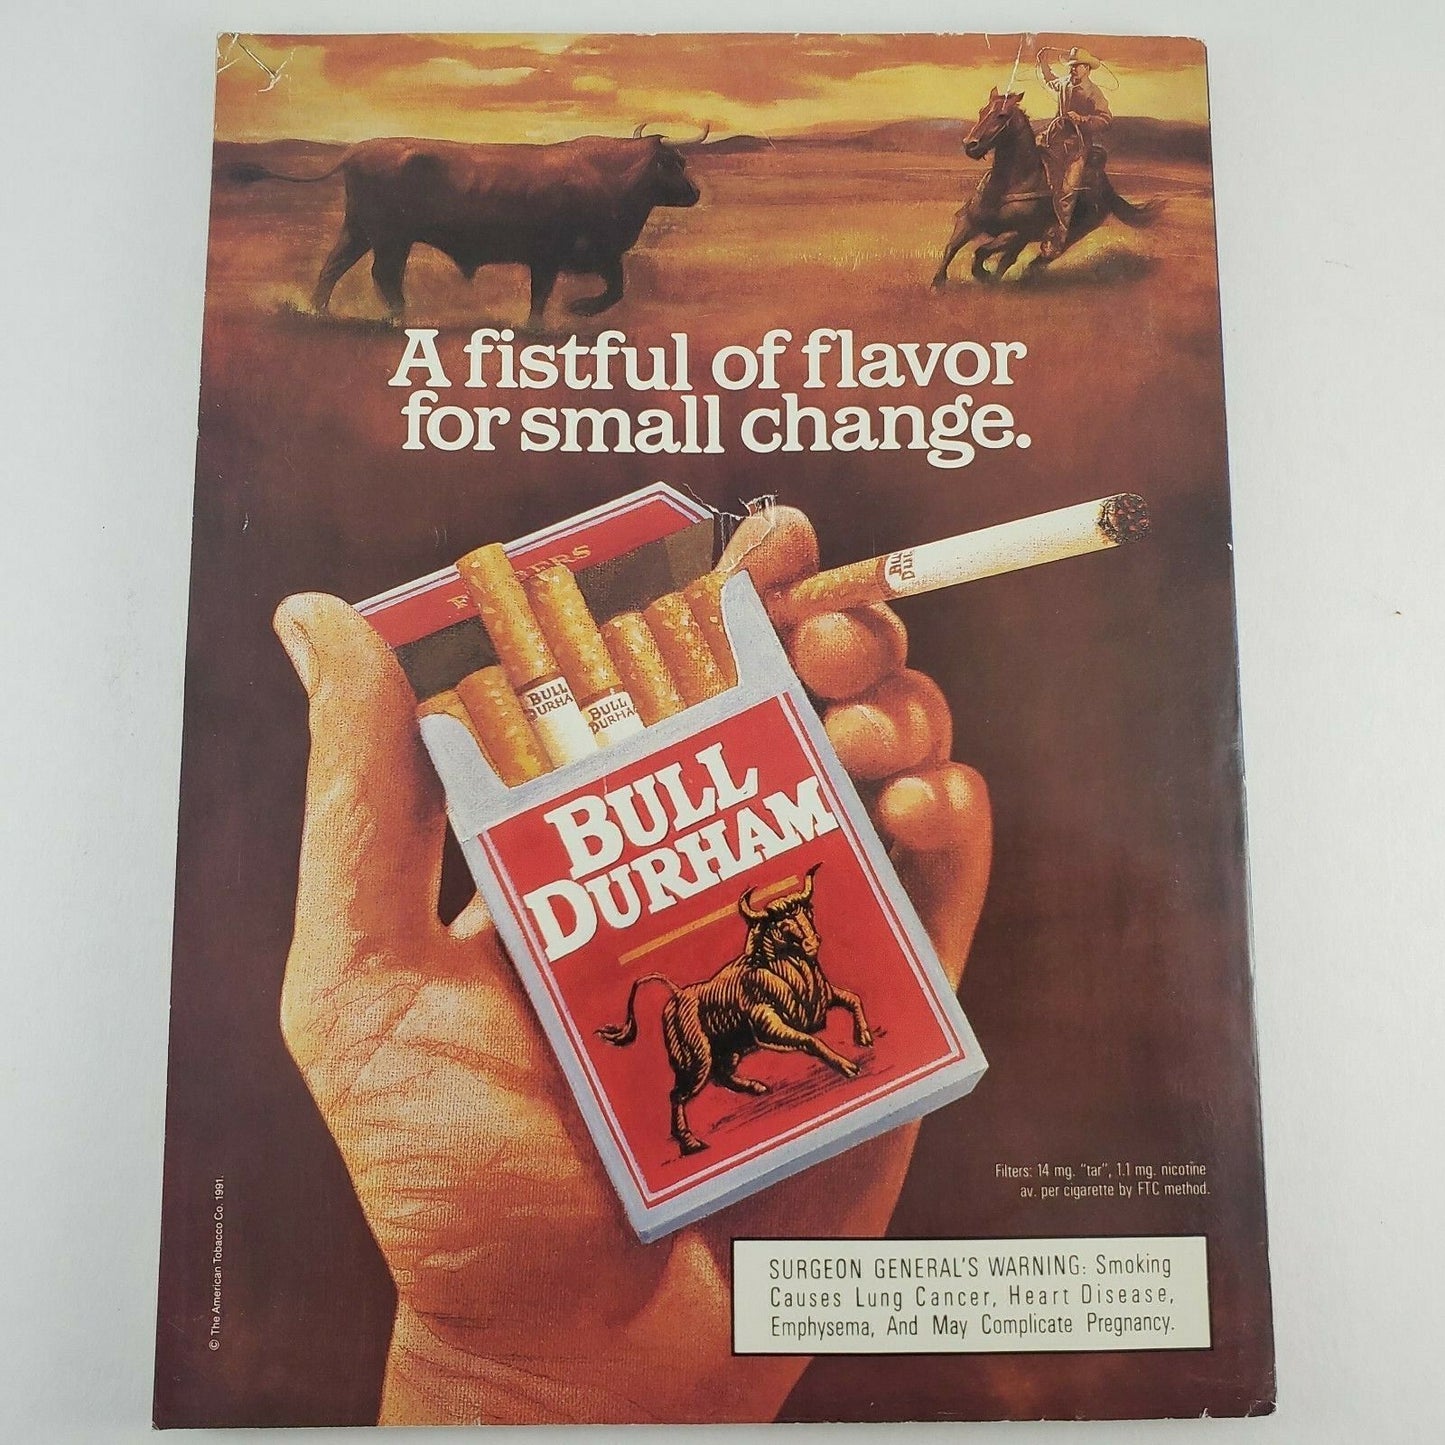 A fistful of flavor
for small change.
BULL
DURHAM
BULL
BULL
DURHAM
BULL
DURHAM
Filters: 14 mg. "tar", 1.1 mg. nicotine
av. per cigarette by FTC method.
SURGEON GENERAL'S WARNING: Smoking
Causes Lung Cancer, Heart Disease,
Emphysema, And May Complicate Pregnancy.
© The American Tobacco Co. 1991.